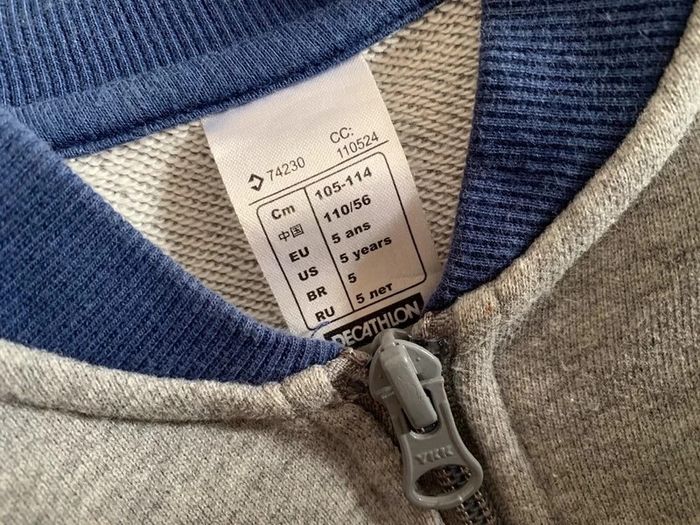 74230
CC:
110524
Cm 105-114
中国 110/56
EU 5 ans
US 5 years
BR 5
RU 5 лет
DECATHLON
YKK